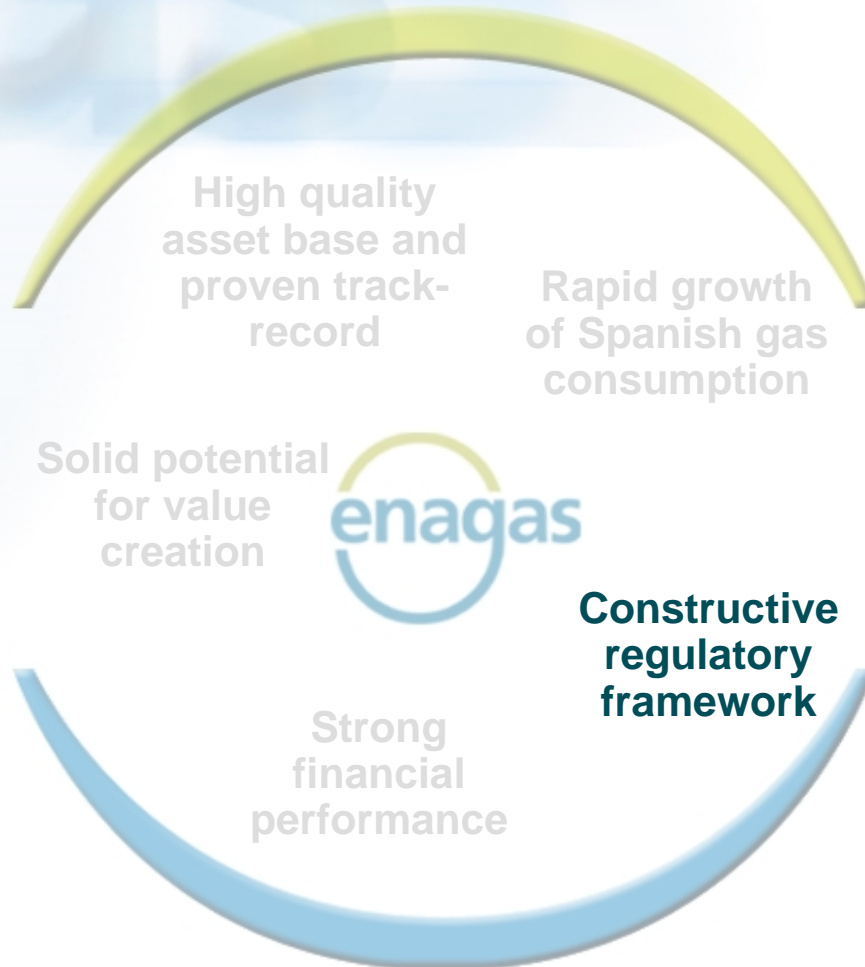 High quality
asset base and
proven track-
record
Rapid growth
of Spanish gas
consumption
Solid potential
for value
creation
enagas
Constructive
regulatory
framework
Strong
financial
performance